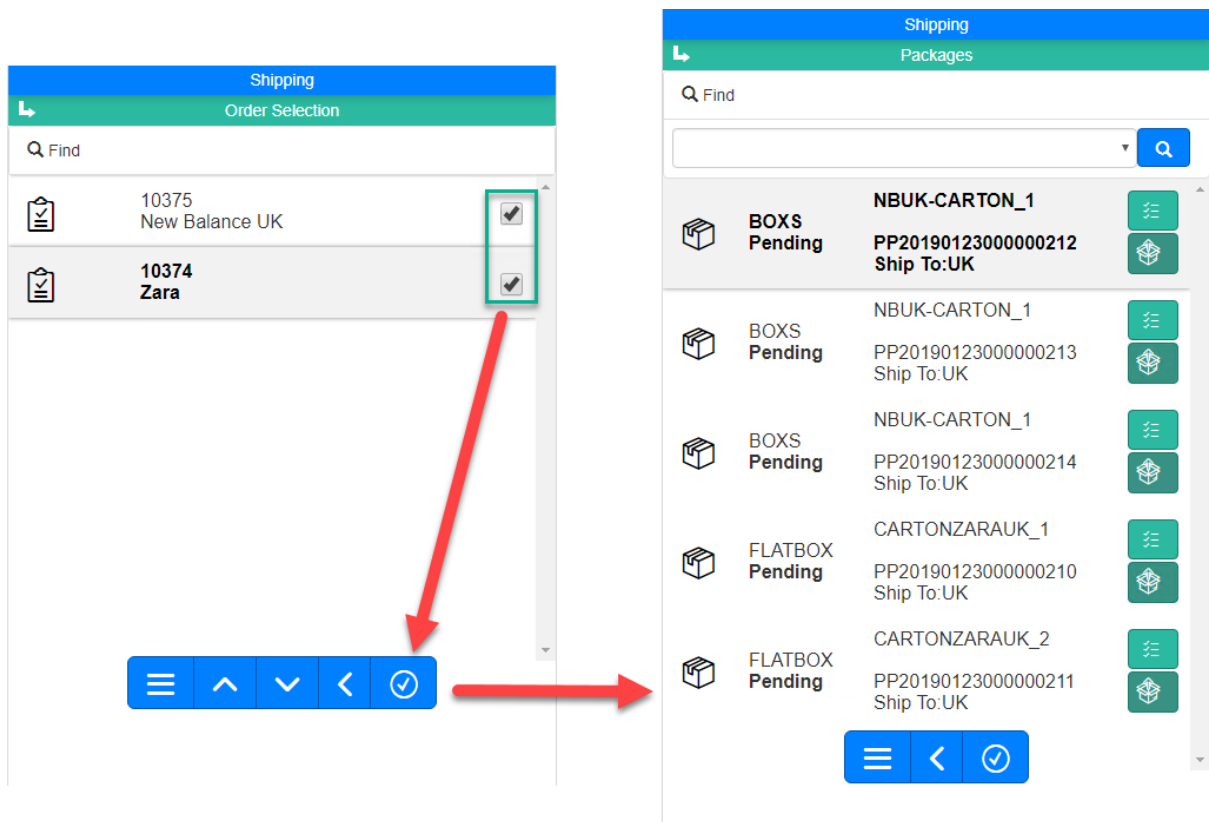 Shipping
Order Selection
Find
10375
New Balance UK
10374
Zara
Shipping
Packages
Find
BOXS
Pending
NBUK-CARTON_1
PP20190123000000212
Ship To:UK
BOXS
Pending
NBUK-CARTON_1
PP20190123000000213
Ship To:UK
BOXS
Pending
NBUK-CARTON_1
PP20190123000000214
Ship To:UK
FLATBOX
Pending
CARTONZARAUK_1
PP20190123000000210
Ship To:UK
FLATBOX
Pending
CARTONZARAUK_2
PP20190123000000211
Ship To:UK